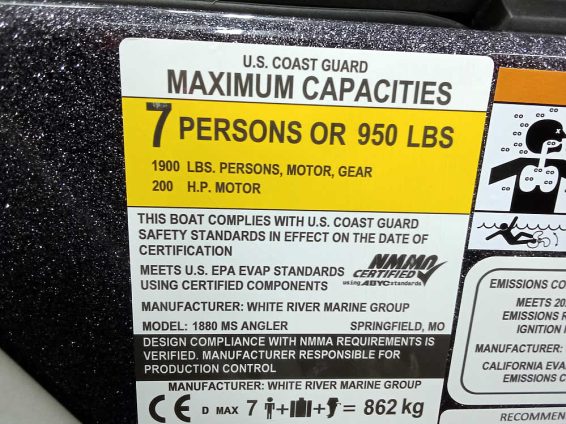 U.S. COAST GUARD
MAXIMUM CAPACITIES
7 PERSONS OR 950 LBS
1900 LBS. PERSONS, MOTOR, GEAR
200 H.P. MOTOR
THIS BOAT COMPLIES WITH U.S. COAST GUARD
SAFETY STANDARDS IN EFFECT ON THE DATE OF
CERTIFICATION
MEETS U.S. EPA EVAP STANDARDS
USING CERTIFIED COMPONENTS
NMMA
CERTIFIED
using ABYC standards
MANUFACTURER: WHITE RIVER MARINE GROUP
MODEL: 1880 MS ANGLER SPRINGFIELD, MO
DESIGN COMPLIANCE WITH NMMA REQUIREMENTS IS
VERIFIED. MANUFACTURER RESPONSIBLE FOR
PRODUCTION CONTROL
MANUFACTURER: WHITE RIVER MARINE GROUP
CE D MAX 7 + + = 862 kg
EMISSIONS CO
MEETS 20
EMISSIONS R
IGNITION
MANUFACTURER:
CALIFORNIA EVA
EMISSIONS C
RECOMMEN